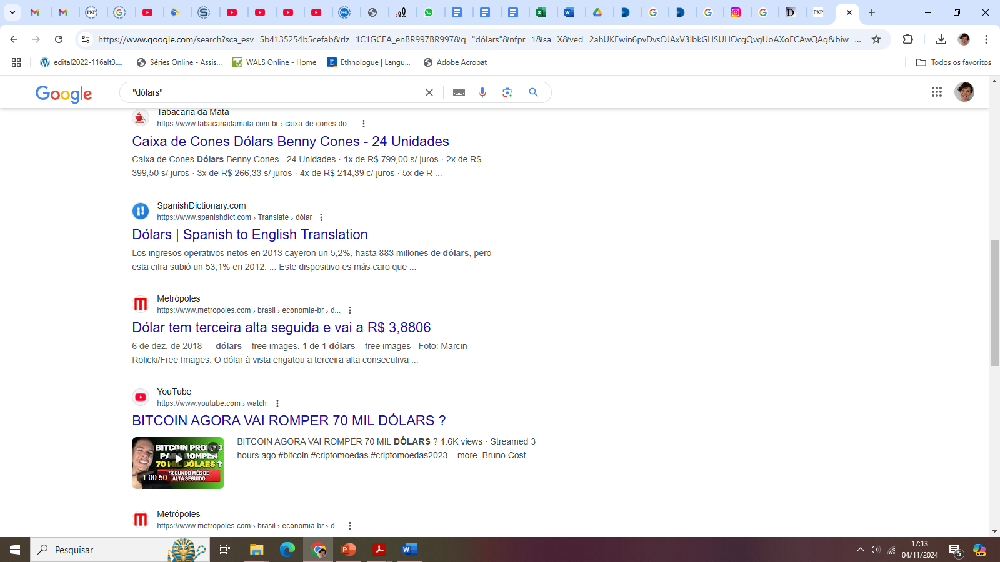 https://www.google.com/search?sca_esv=5b4135254b5cefab&rlz=1C1GCEA_enBR997BR997&q="dólars"&nfpr=1&sa=X&ved=2ahUKEwin6pvDvsOJAxV3IbkGHSUHOcgQvgUoAXoECAwQAg&biw=...
edital2022-116alt3....
Séries Online - Assis...
WALS Online - Home
Ethnologue | Langu...
Adobe Acrobat
Todos os favoritos
Google
"dólars"
Tabacaria da Mata
https://www.tabacariadamata.com.br › caixa-de-cones-do...
Caixa de Cones Dólars Benny Cones - 24 Unidades
Caixa de Cones Dólars Benny Cones - 24 Unidades · 1x de R$ 799,00 s/ juros · 2x de R$
399,50 s/ juros · 3x de R$ 266,33 s/ juros · 4x de R$ 214,39 c/ juros · 5x de R ...
SpanishDictionary.com
https://www.spanishdict.com › Translate › dólar
Dólars | Spanish to English Translation
Los ingresos operativos netos en 2013 cayeron un 5,2%, hasta 883 millones de dólars, pero
esta cifra subió un 53,1% en 2012. ... Este dispositivo es más caro que ...
Metrópoles
https://www.metropoles.com › brasil › economia-br › d...
Dólar tem terceira alta seguida e vai a R$ 3,8806
6 de dez. de 2018 — dólars – free images. 1 de 1 dólars – free images - Foto: Marcin
Rolicki/Free Images. O dólar à vista engatou a terceira alta consecutiva ...
YouTube
https://www.youtube.com › watch
BITCOIN AGORA VAI ROMPER 70 MIL DÓLARS ?
BITCOIN PRONTO
PARA ROMPER
70 MIL DÓLAES ?
SEGUNDO MÊS DE
ALTA SEGUIDO
1:00:50
BITCOIN AGORA VAI ROMPER 70 MIL DÓLARS ? 1.6K views · Streamed 3
hours ago #bitcoin #criptomoedas #criptomoedas2023 ...more. Bruno Cost...
Metrópoles
https://www.metropoles.com › brasil › economia-br › d...
Pesquisar
17:13
04/11/2024
5